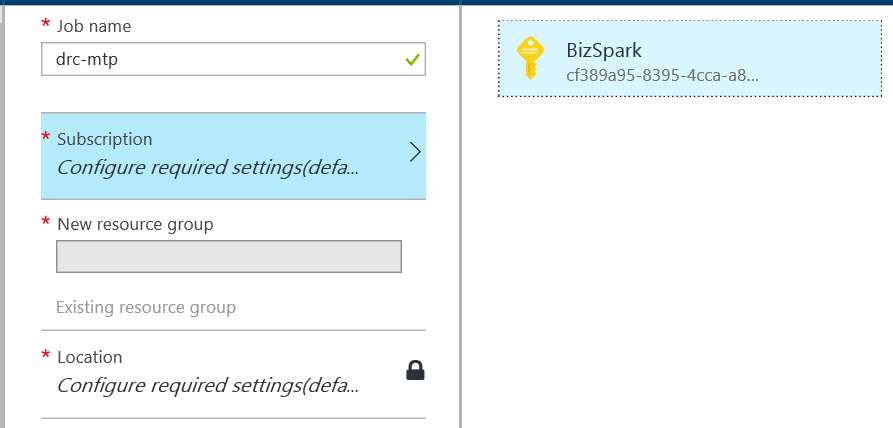 * Job name
drc-mtp
* Subscription
Configure required settings(defa...
* New resource group
Existing resource group
* Location
Configure required settings(defa...
BizSpark
cf389a95-8395-4cca-a8...